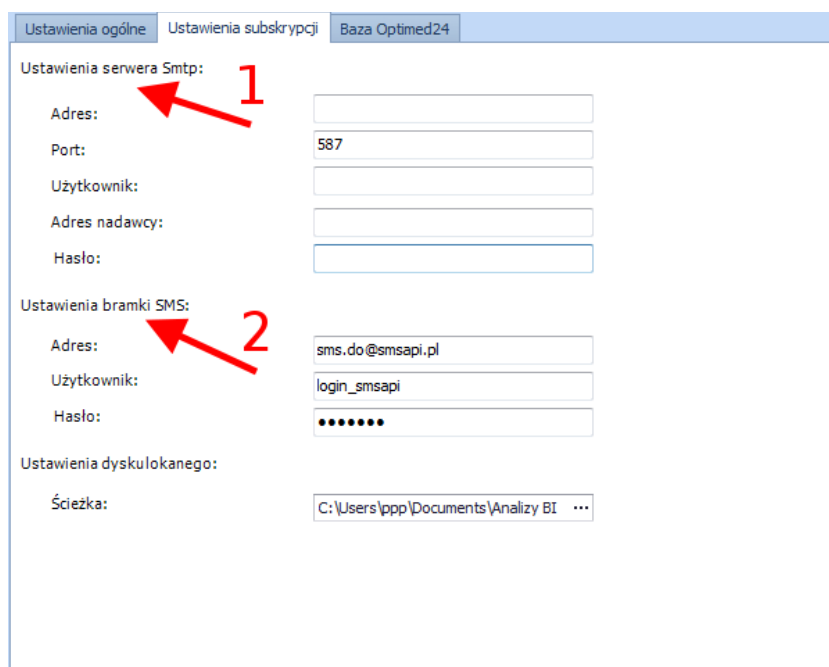 Ustawienia ogólne Ustawienia subskrypcji Baza Optimed24
Ustawienia serwera Smtp:
1
Adres:
Port: 587
Użytkownik:
Adres nadawcy:
Hasło:
Ustawienia bramki SMS:
2
Adres: sms.do@smsapi.pl
Użytkownik: login_smsapi
Hasło: •••••••
Ustawienia dyskulokanego:
Ścieżka: C:\Users\ppp\Documents\Analizy BI ...